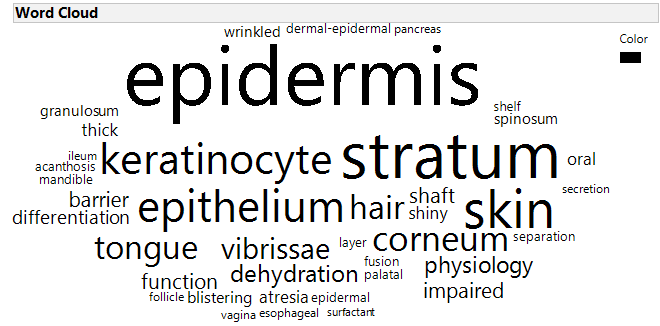 Word Cloud
wrinkled dermal-epidermal pancreas
Color
epidermis
shelf
granulosum
spinosum
thick
stratum
keratinocyte
ileum
oral
acanthosis
mandible
secretion
barrier
epithelium
hair
shaft
skin
differentiation
shiny
tongue
vibrissae
layer
corneum
separation
fusion
physiology
function
dehydration
palatal
impaired
follicle blistering atresia epidermal
vagina esophageal surfactant